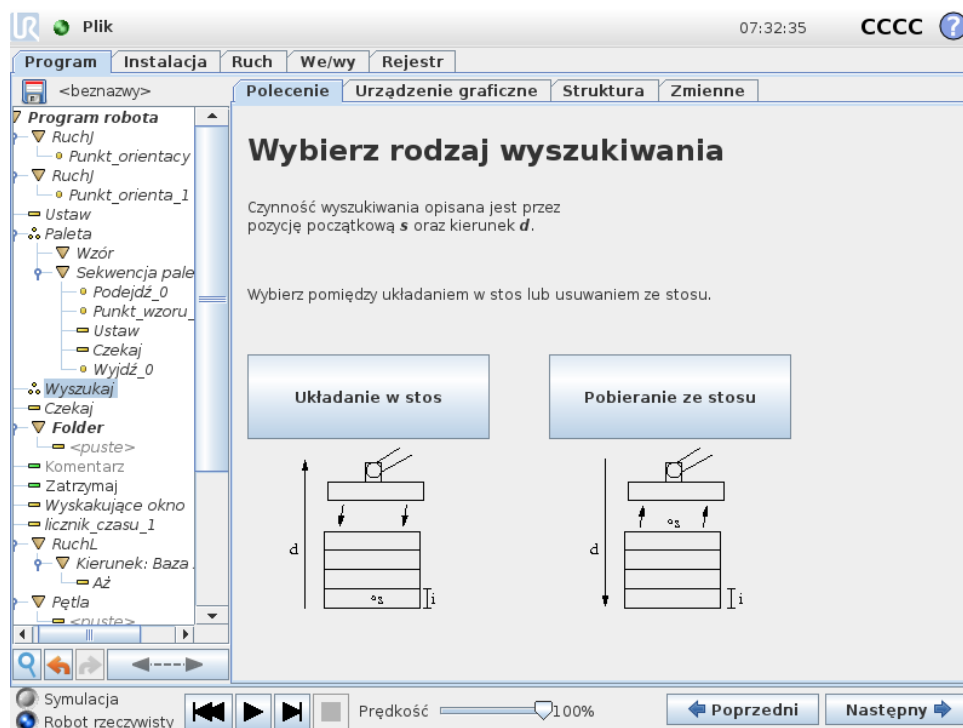 UR Plik 07:32:35 CCCC ?
Program Instalacja Ruch We/wy Rejestr
<beznazwy>
Polecenie Urządzenie graficzne Struktura Zmienne
Program robota
RuchJ
Punkt_orientacy
RuchJ
Punkt_orienta_1
Ustaw
Paleta
Wzór
Sekwencja pale
Podejdź_0
Punkt_wzoru_
Ustaw
Czekaj
Wyjdź_0
Wyszukaj
Czekaj
Folder
<puste>
Komentarz
Zatrzymaj
Wyskakujące okno
licznik_czasu_1
RuchL
Kierunek: Baza
Aż
Pętla
<puste>
Wybierz rodzaj wyszukiwania
Czynność wyszukiwania opisana jest przez
pozycję początkową s oraz kierunek d.
Wybierz pomiędzy układaniem w stos lub usuwaniem ze stosu.
Układanie w stos
Pobieranie ze stosu
d
s
i
d
s
i
Symulacja
Robot rzeczywisty
Prędkość 100%
Poprzedni
Następny